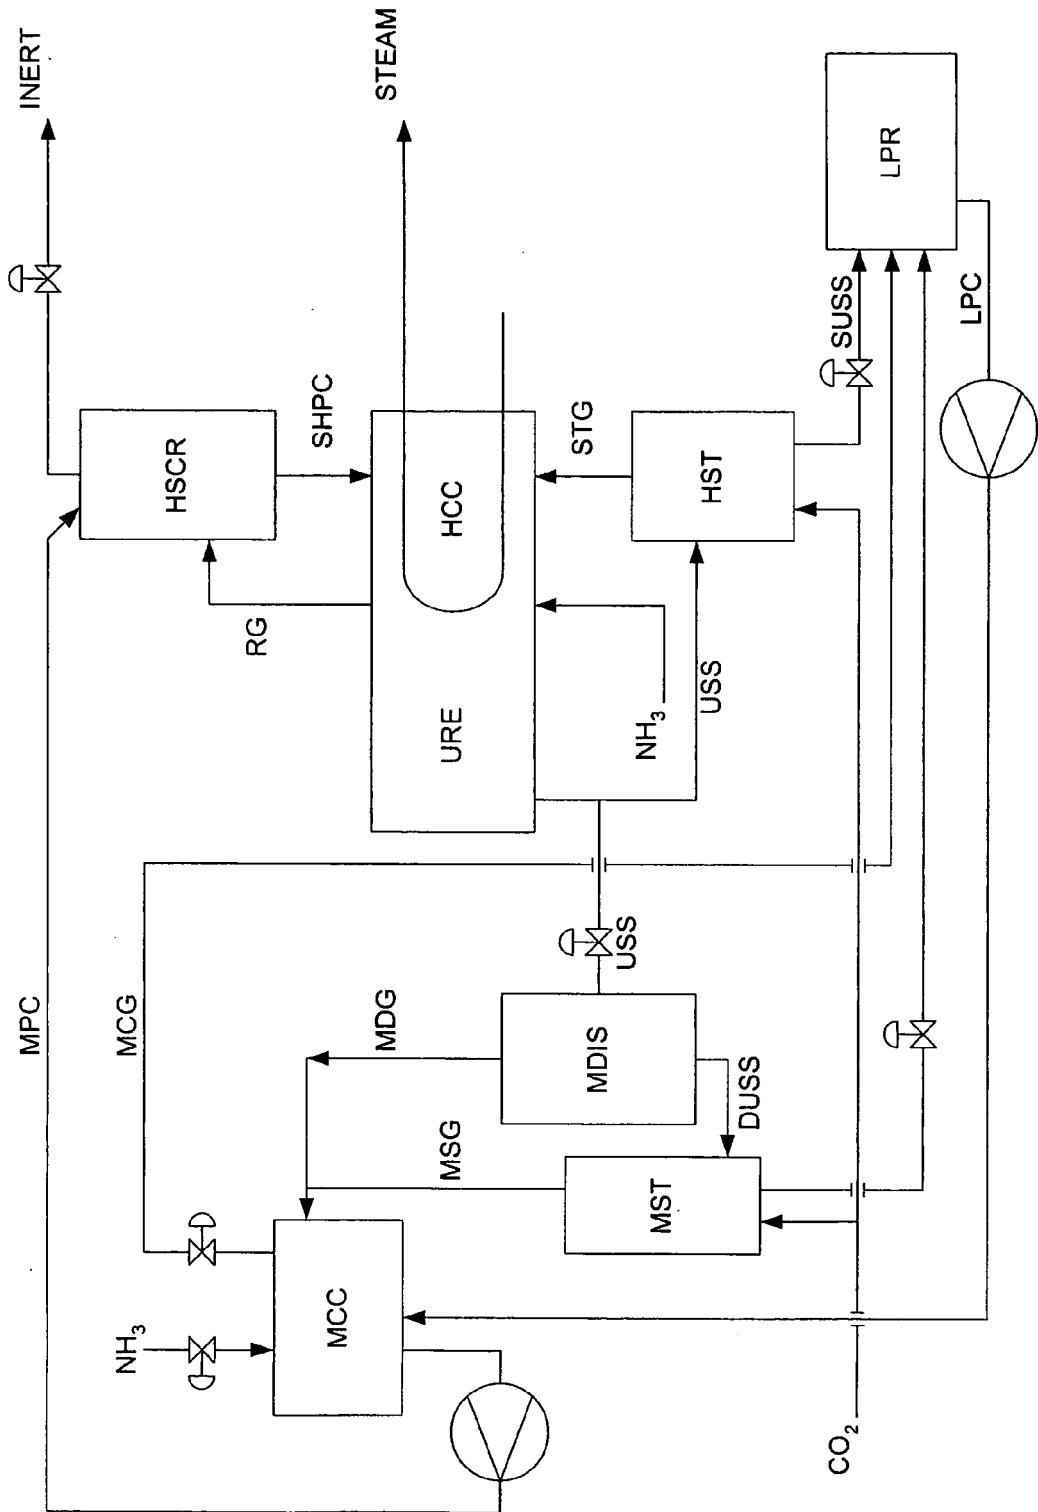 INERT
STEAM
HSCR
SHPC
RG
HCC
URE
STG
HST
SUSS
LPR
LPC
NH₃
USS
MPC
MCG
USS
MDG
MDIS
DUSS
MSG
MST
NH₃
MCC
CO₂